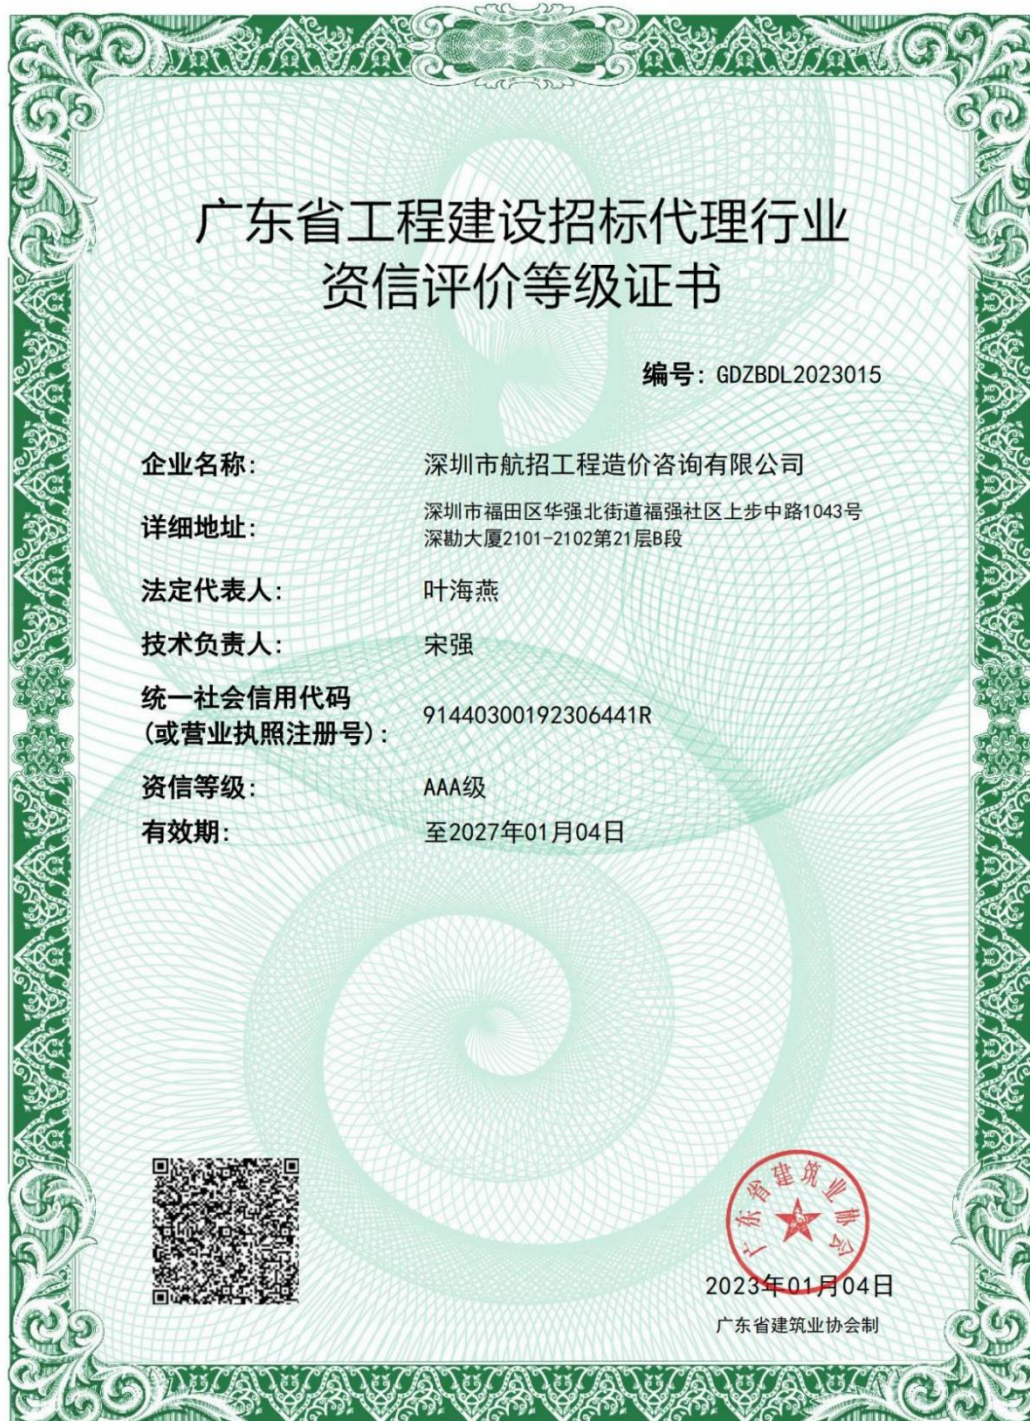 广东省工程建设招标代理行业
资信评价等级证书
编号: GDZBDL2023015
企业名称: 深圳市航招工程造价咨询有限公司
详细地址: 深圳市福田区华强北街道福强社区上步中路1043号
深勘大厦2101-2102第21层B段
法定代表人: 叶海燕
技术负责人: 宋强
统一社会信用代码
(或营业执照注册号): 91440300192306441R
资信等级: AAA级
有效期: 至2027年01月04日
广东省建筑业协会
2023年01月04日
广东省建筑业协会制